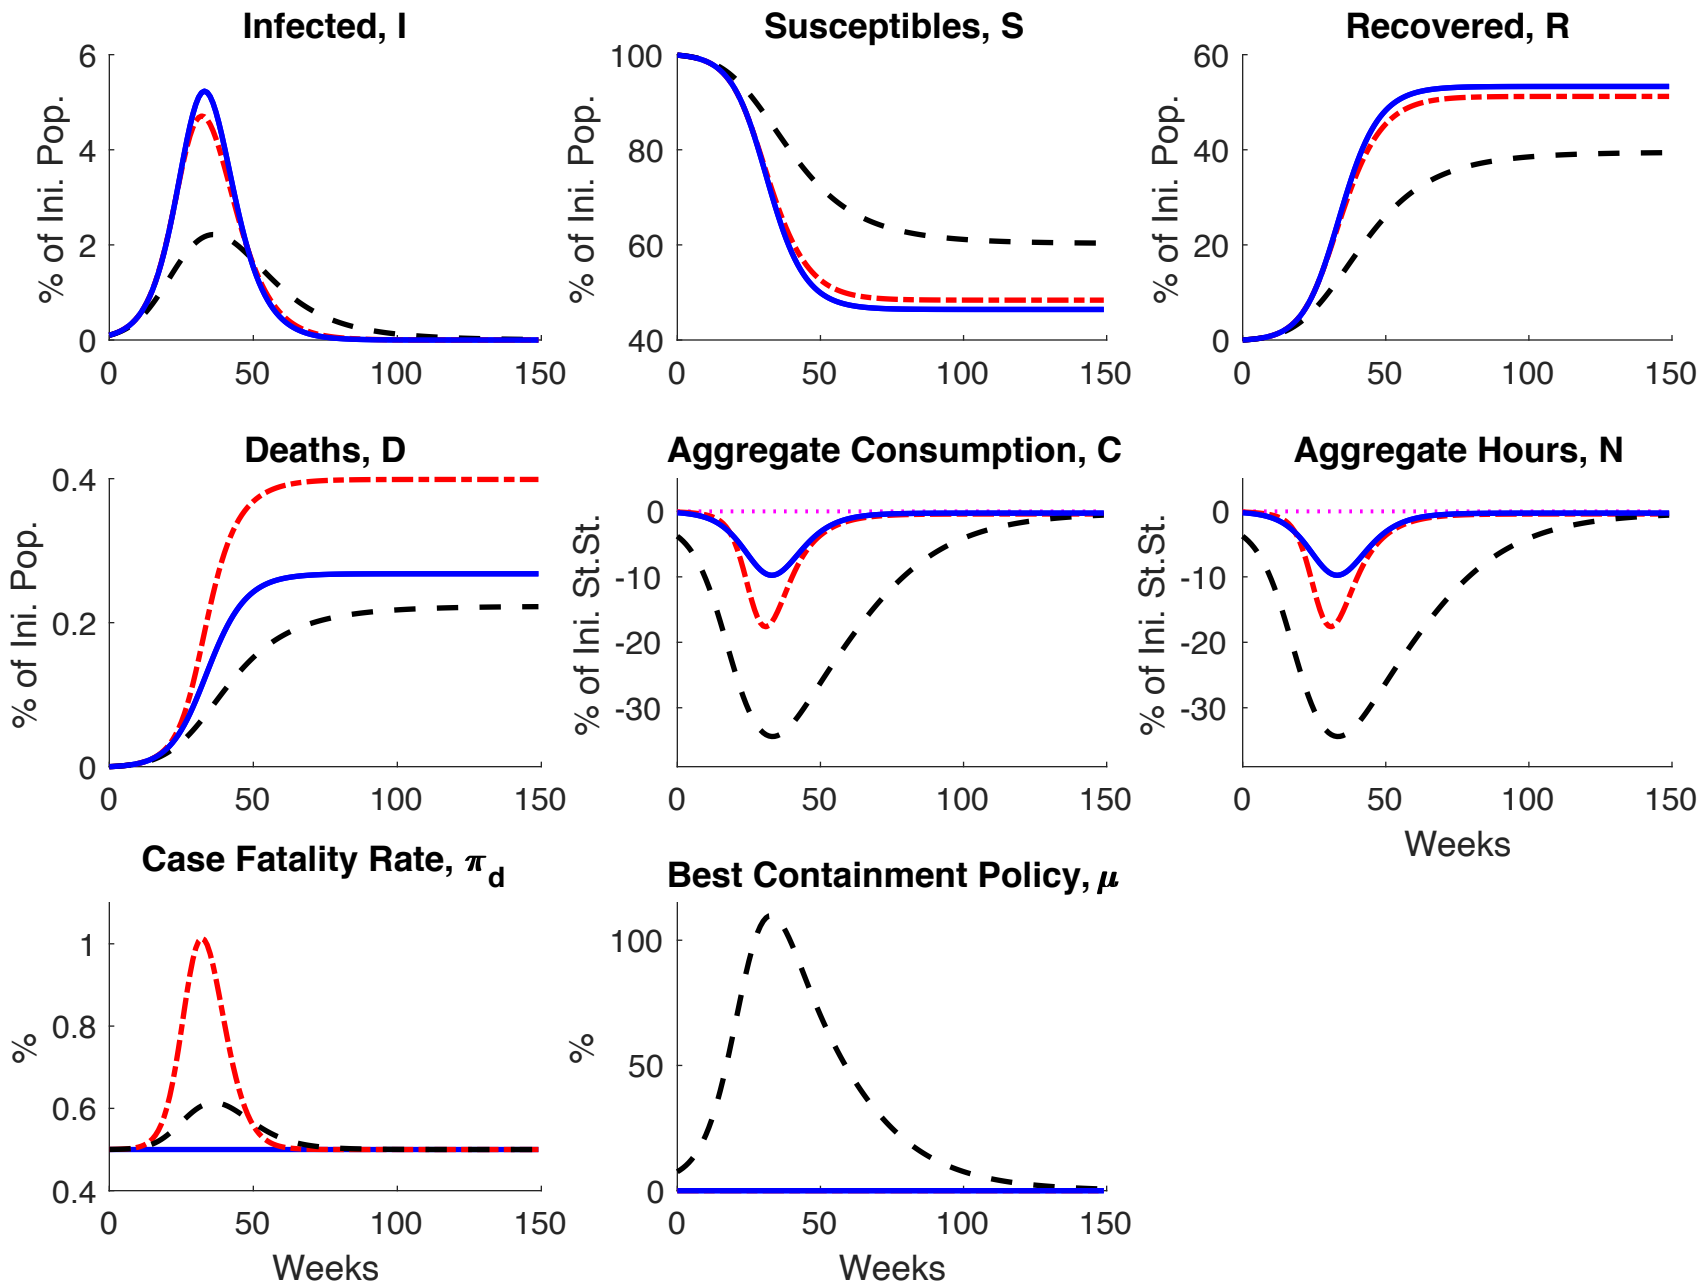 Infected, I
% of Ini. Pop.
6
4
2
0
0 50 100 150
Susceptibles, S
% of Ini. Pop.
100
80
60
40
0 50 100 150
Recovered, R
% of Ini. Pop.
60
40
20
0
0 50 100 150
Deaths, D
% of Ini. Pop.
0.4
0.2
0
0 50 100 150
Aggregate Consumption, C
% of Ini. St.St.
0
-10
-20
-30
0 50 100 150
Aggregate Hours, N
% of Ini. St.St.
0
-10
-20
-30
0 50 100 150
Weeks
Case Fatality Rate, π_d
%
1
0.8
0.6
0.4
0 50 100 150
Weeks
Best Containment Policy, μ
%
100
50
0
0 50 100 150
Weeks